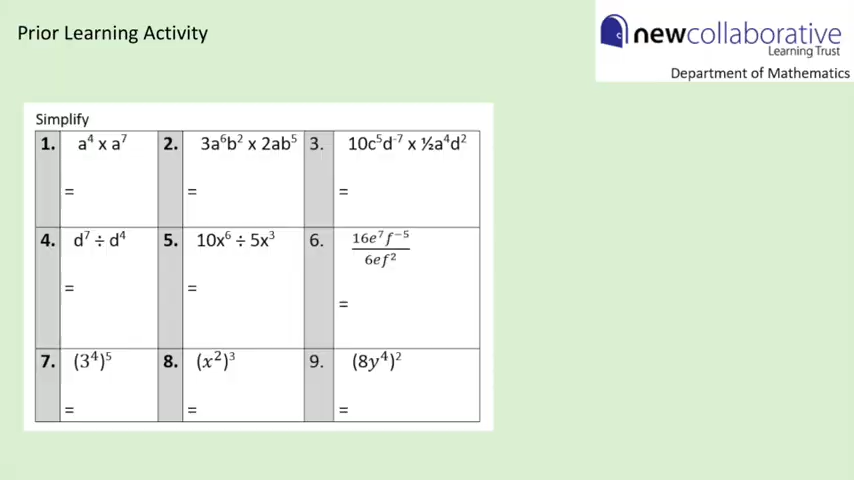 Prior Learning Activity
newcollaborative
Learning Trust
Department of Mathematics
Simplify
1. a⁴ x a⁷ 2. 3a⁶b² x 2ab⁵ 3. 10c⁵d⁻⁷ x ½a⁴d²
= = =
4. d⁷ ÷ d⁴ 5. 10x⁶ ÷ 5x³ 6. 16e⁷f⁻⁵ / 6ef²
= = =
7. (3⁴)⁵ 8. (x²)³ 9. (8y⁴)²
= = =